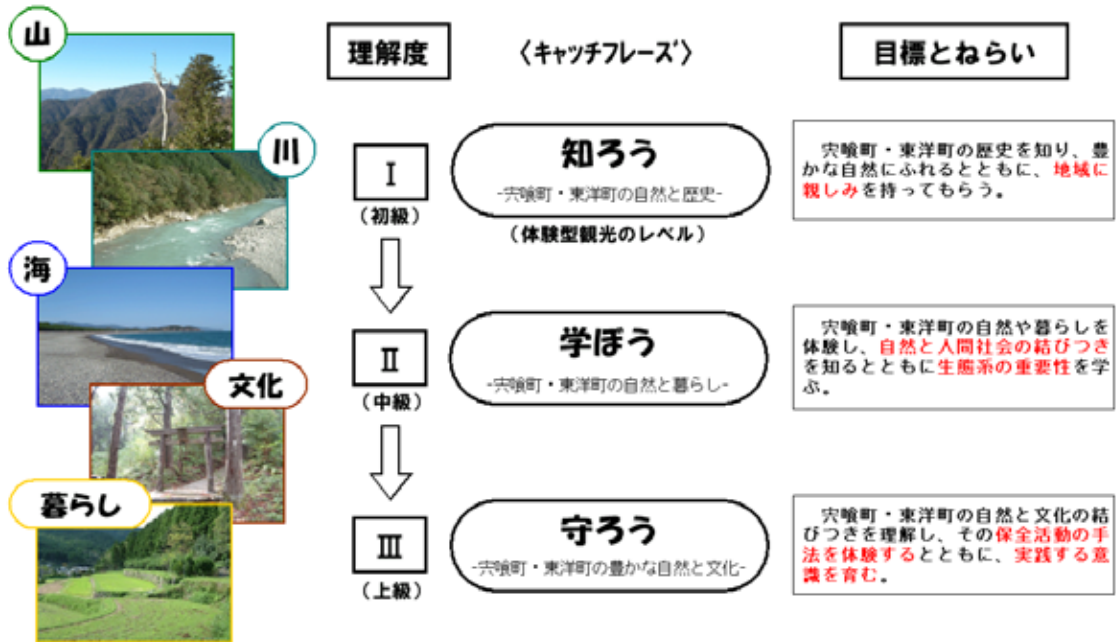 山
川
海
文化
暮らし
理解度
〈キャッチフレーズ〉
目標とねらい
Ⅰ
(初級)
知ろう
-宍喰町・東洋町の自然と歴史-
(体験型観光のレベル)
宍喰町・東洋町の歴史を知り、豊
かな自然にふれるとともに、地域に
親しみを持ってもらう。
Ⅱ
(中級)
学ぼう
-宍喰町・東洋町の自然と暮らし-
宍喰町・東洋町の自然や暮らしを
体験し、自然と人間社会の結びつき
を知るとともに生態系の重要性を学
ぶ。
Ⅲ
(上級)
守ろう
-宍喰町・東洋町の豊かな自然と文化-
宍喰町・東洋町の自然と文化の結
びつきを理解し、その保全活動の手
法を体験するとともに、実践する意
識を育む。